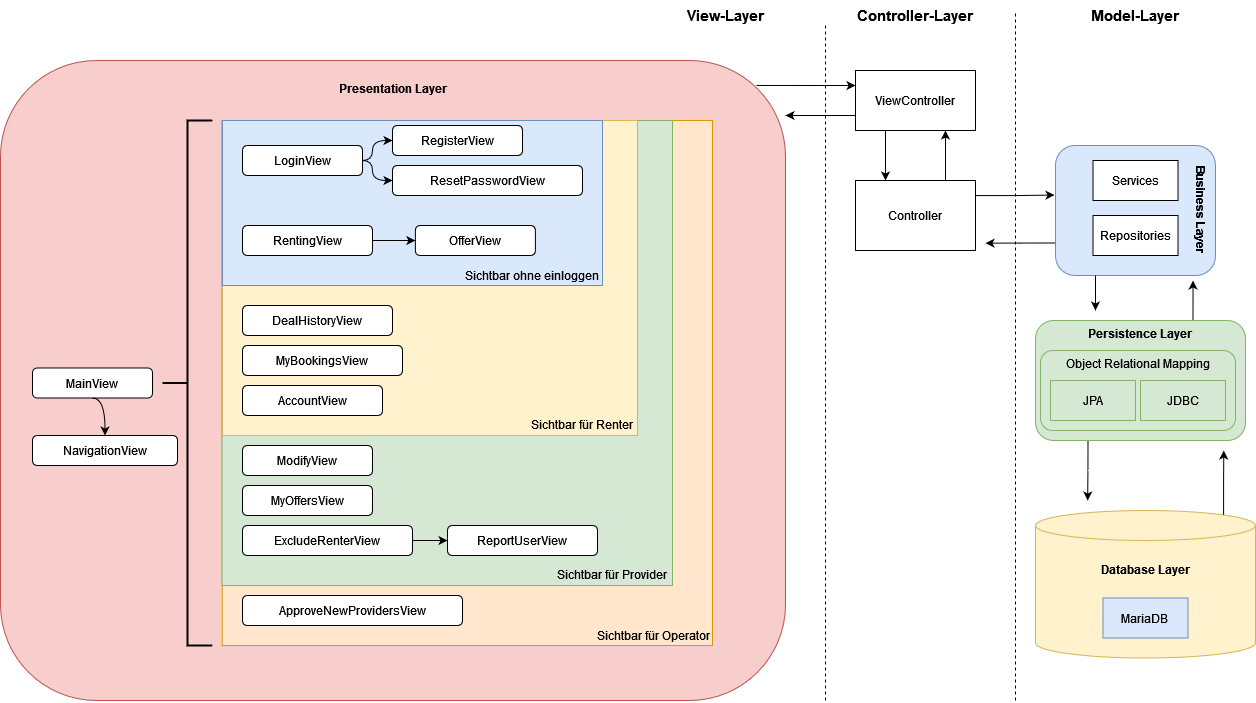 View-Layer
Controller-Layer
Model-Layer
Presentation Layer
LoginView
RegisterView
ResetPasswordView
RentingView
OfferView
Sichtbar ohne einloggen
DealHistoryView
MyBookingsView
AccountView
Sichtbar für Renter
ModifyView
MyOffersView
ExcludeRenterView
ReportUserView
Sichtbar für Provider
ApproveNewProvidersView
Sichtbar für Operator
MainView
NavigationView
ViewController
Controller
Services
Repositories
Business Layer
Persistence Layer
Object Relational Mapping
JPA
JDBC
Database Layer
MariaDB